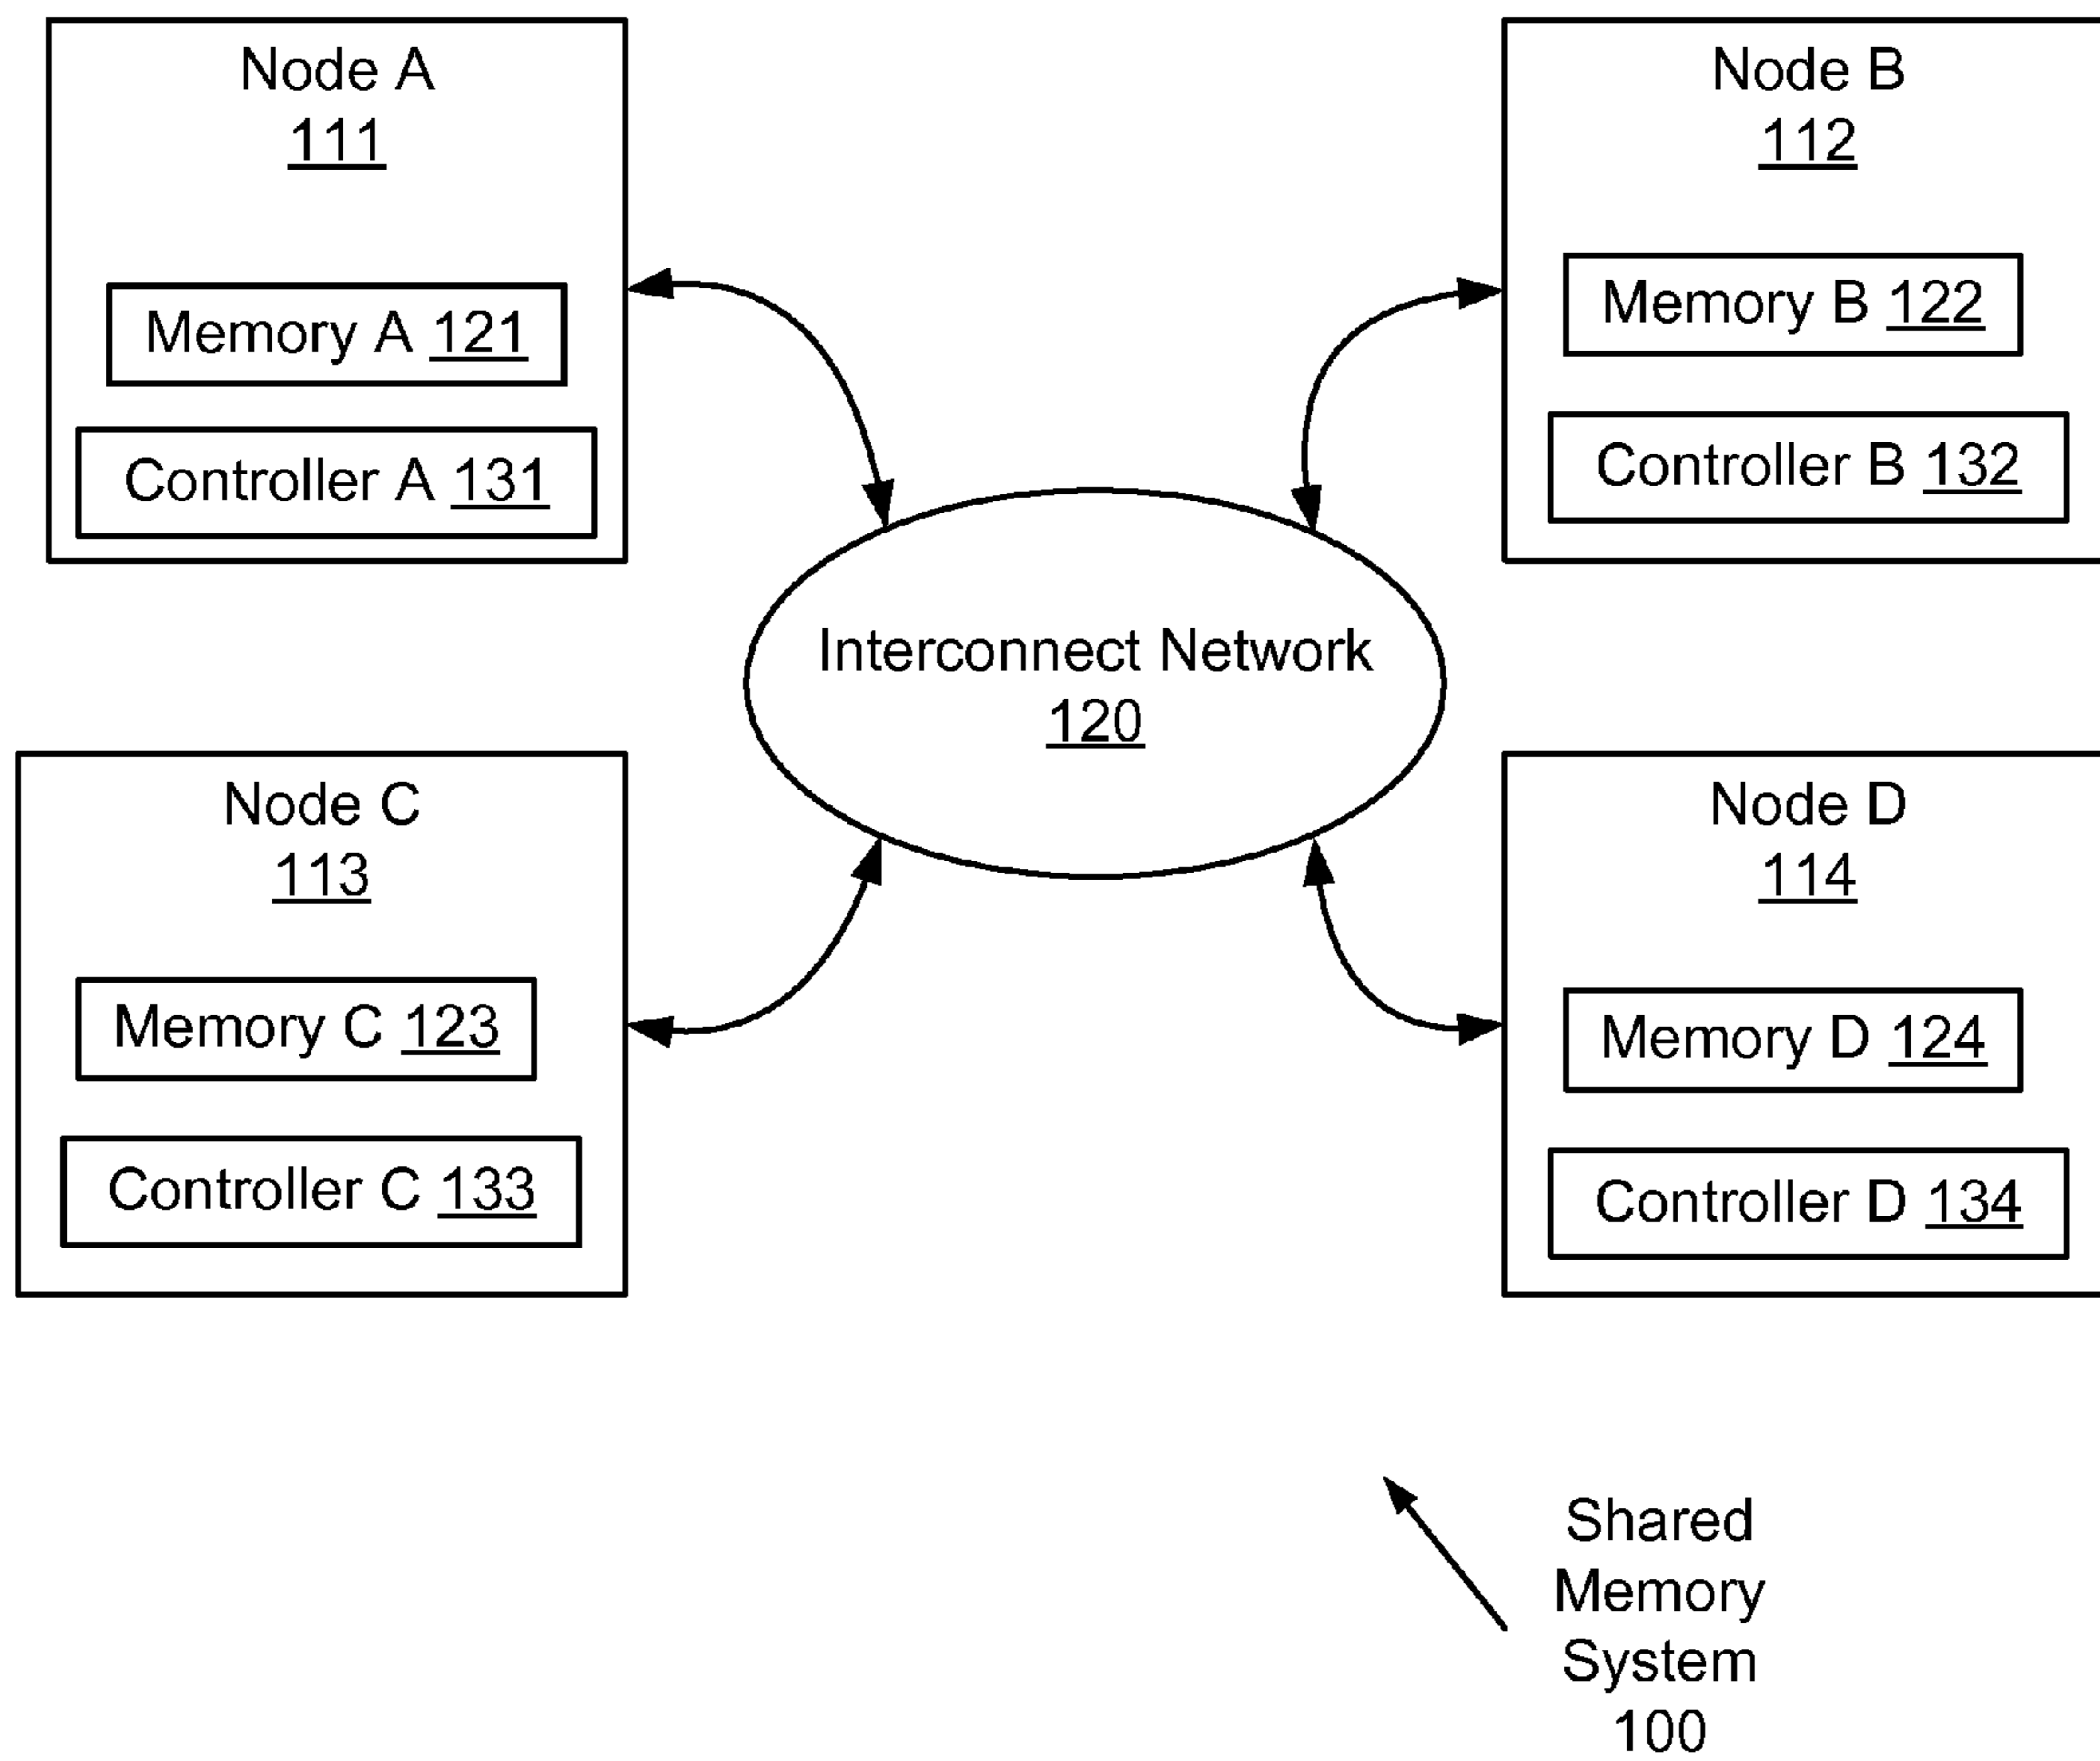 Node A
111
Memory A 121
Controller A 131
Node B
112
Memory B 122
Controller B 132
Interconnect Network
120
Node C
113
Memory C 123
Controller C 133
Node D
114
Memory D 124
Controller D 134
Shared
Memory
System
100